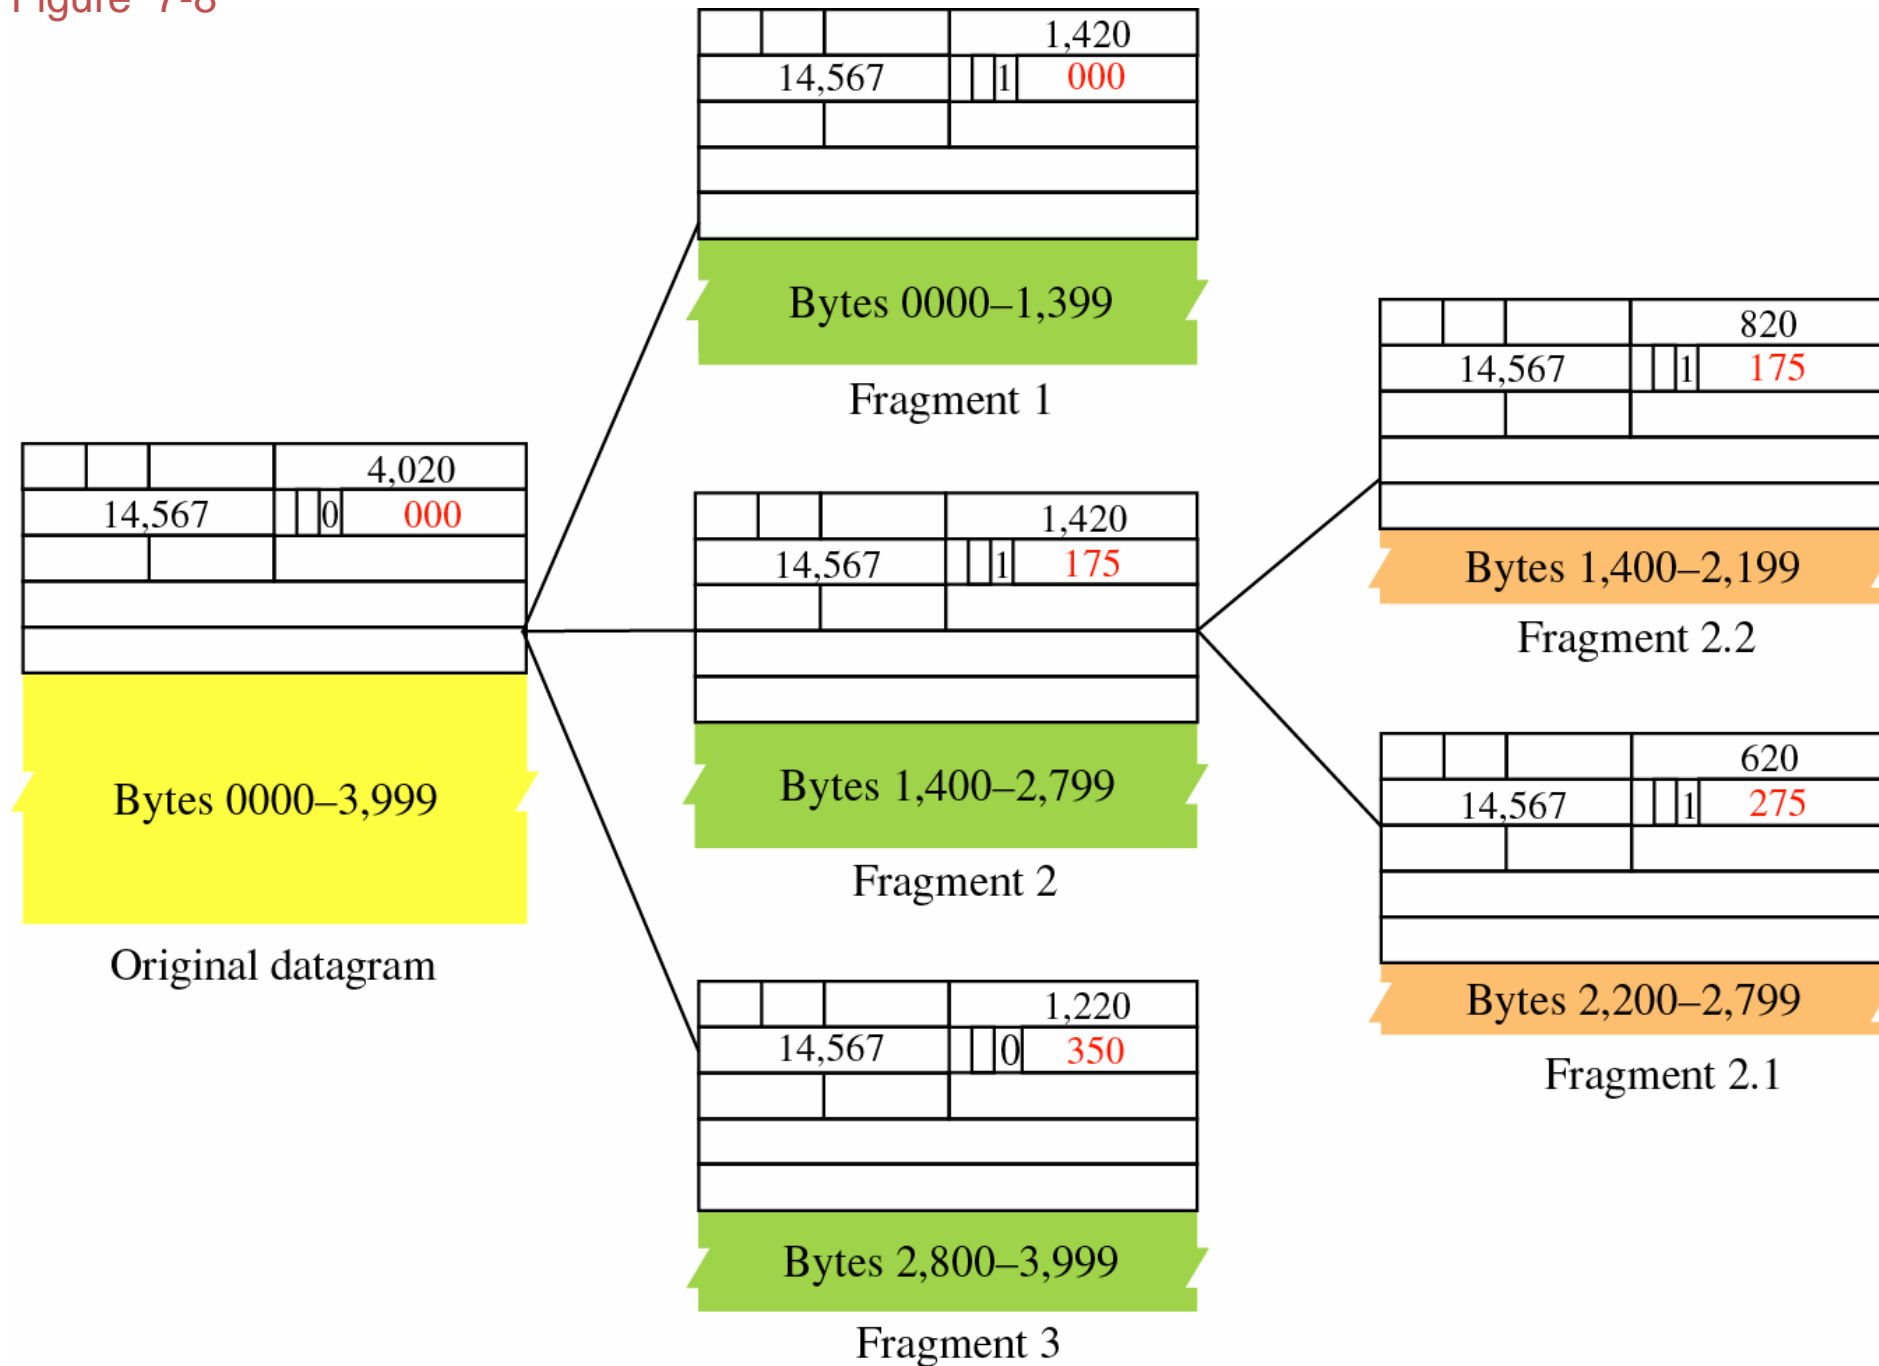 Figure 7-8
1,420
14,567 1 000
Bytes 0000–1,399
Fragment 1
4,020
14,567 0 000
Bytes 0000–3,999
Original datagram
1,420
14,567 1 175
Bytes 1,400–2,799
Fragment 2
1,220
14,567 0 350
Bytes 2,800–3,999
Fragment 3
820
14,567 1 175
Bytes 1,400–2,199
Fragment 2.2
620
14,567 1 275
Bytes 2,200–2,799
Fragment 2.1